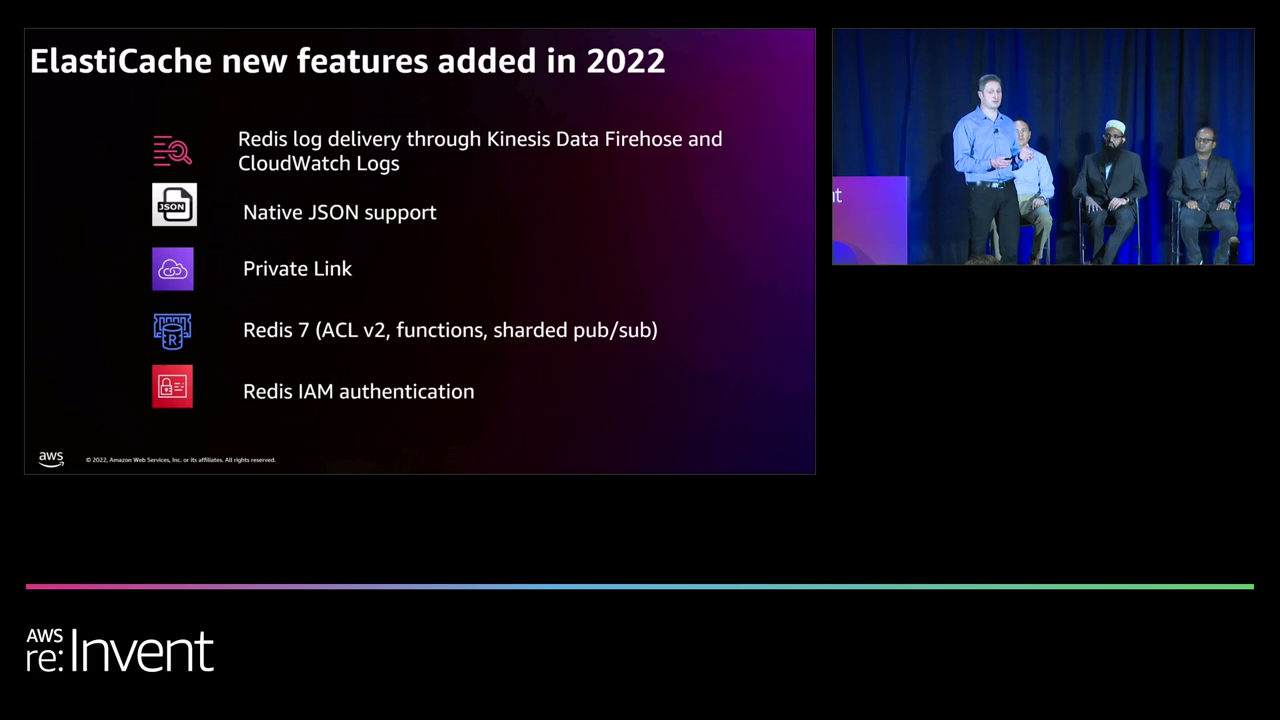 ElastiCache new features added in 2022
Redis log delivery through Kinesis Data Firehose and
CloudWatch Logs
JSON
Native JSON support
Private Link
R
Redis 7 (ACL v2, functions, sharded pub/sub)
Redis IAM authentication
aws
© 2022, Amazon Web Services, Inc. or its affiliates. All rights reserved.
nt
AWS
re:Invent